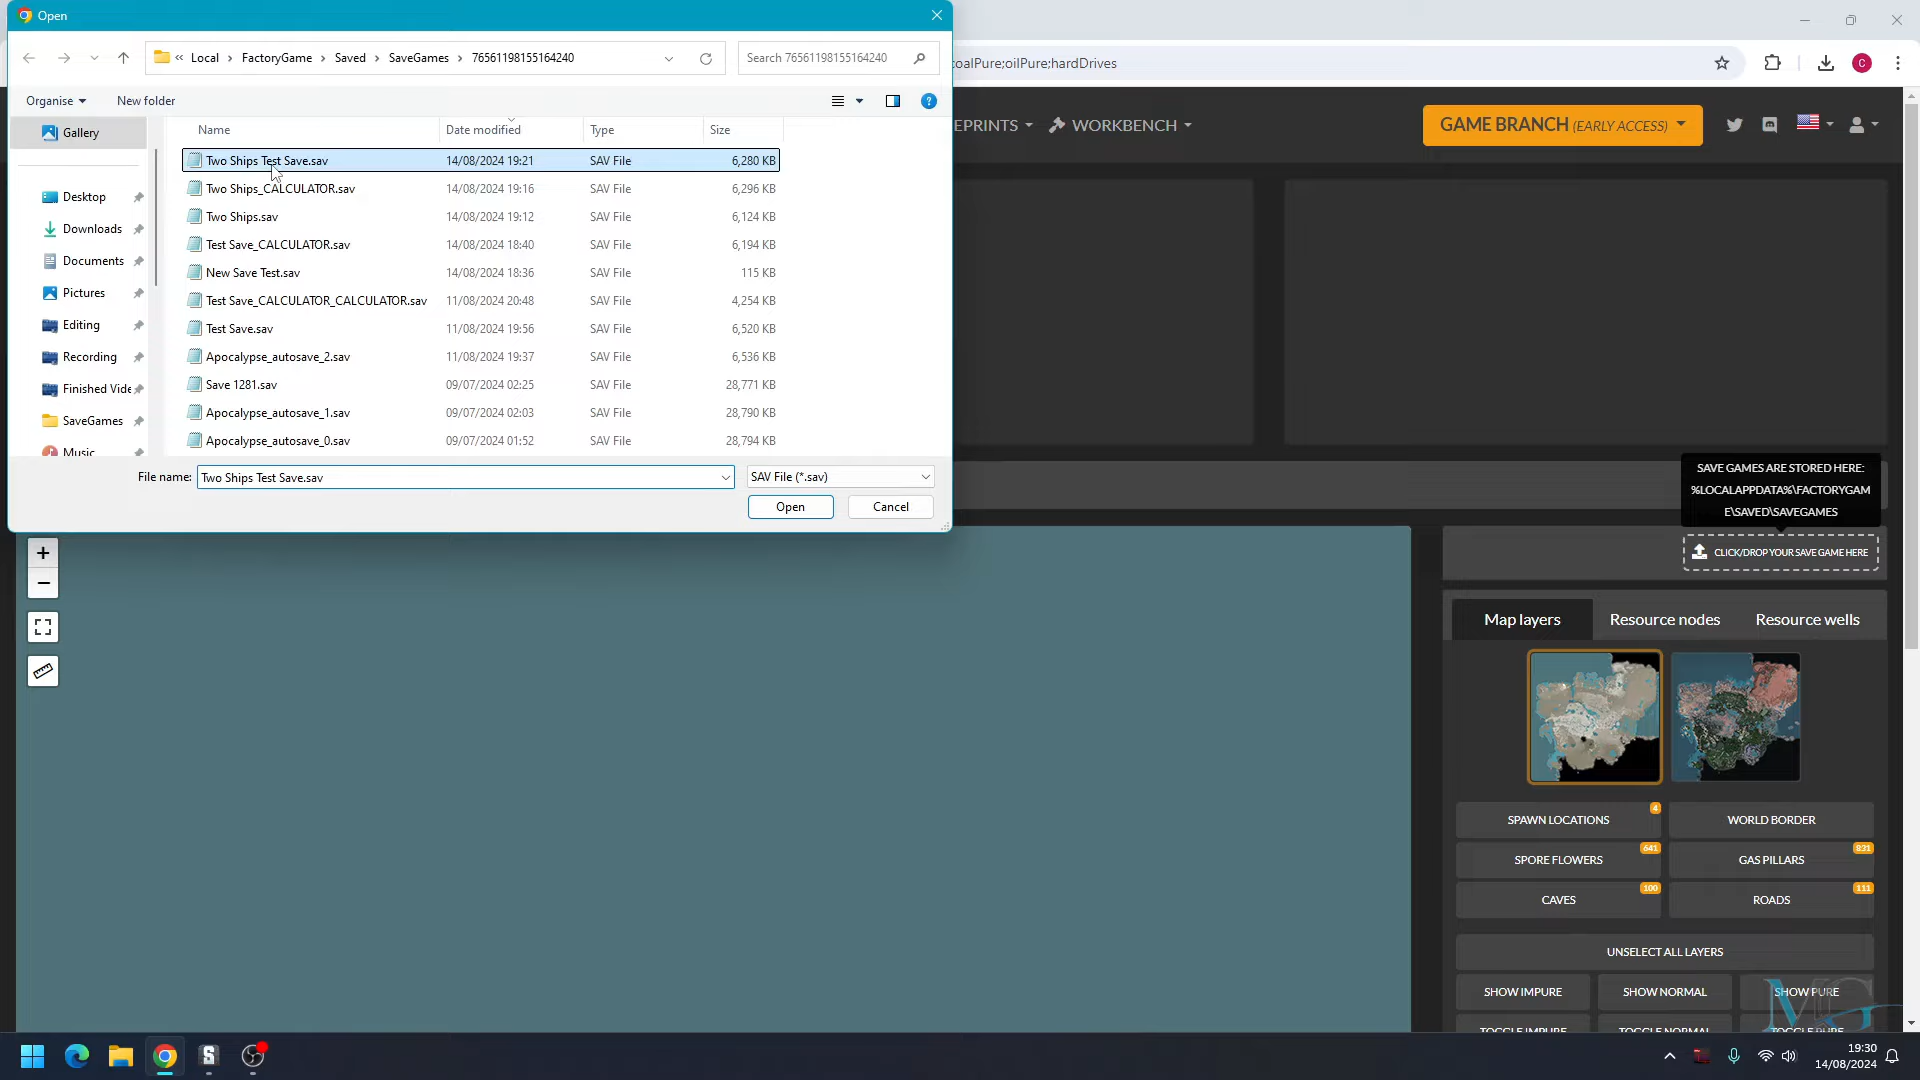 Open
« Local › FactoryGame › Saved › SaveGames › 76561198155164240
Search 76561198155164240
oalPure;oilPure;hardDrives
C
Organise
New folder
?
Gallery
Desktop
Downloads
Documents
Pictures
Editing
Recording
Finished Vide
SaveGames
Music
Name Date modified Type Size
Two Ships Test Save.sav 14/08/2024 19:21 SAV File 6,280 KB
Two Ships_CALCULATOR.sav 14/08/2024 19:16 SAV File 6,296 KB
Two Ships.sav 14/08/2024 19:12 SAV File 6,124 KB
Test Save_CALCULATOR.sav 14/08/2024 18:40 SAV File 6,194 KB
New Save Test.sav 14/08/2024 18:36 SAV File 115 KB
Test Save_CALCULATOR_CALCULATOR.sav 11/08/2024 20:48 SAV File 4,254 KB
Test Save.sav 11/08/2024 19:56 SAV File 6,520 KB
Apocalypse_autosave_2.sav 11/08/2024 19:37 SAV File 6,536 KB
Save 1281.sav 09/07/2024 02:25 SAV File 28,771 KB
Apocalypse_autosave_1.sav 09/07/2024 02:03 SAV File 28,790 KB
Apocalypse_autosave_0.sav 09/07/2024 01:52 SAV File 28,794 KB
File name: Two Ships Test Save.sav
SAV File (*.sav)
Open
Cancel
EPRINTS
WORKBENCH
GAME BRANCH (EARLY ACCESS)
SAVE GAMES ARE STORED HERE:
%LOCALAPPDATA%\FACTORYGAM
E\SAVED\SAVEGAMES
CLICK/DROP YOUR SAVE GAME HERE
+
−
Map layers
Resource nodes
Resource wells
SPAWN LOCATIONS 4
WORLD BORDER
SPORE FLOWERS 641
GAS PILLARS 831
CAVES 100
ROADS 111
UNSELECT ALL LAYERS
SHOW IMPURE
SHOW NORMAL
SHOW PURE
TOGGLE IMPURE
TOGGLE NORMAL
TOGGLE PURE
MG
19:30
14/08/2024